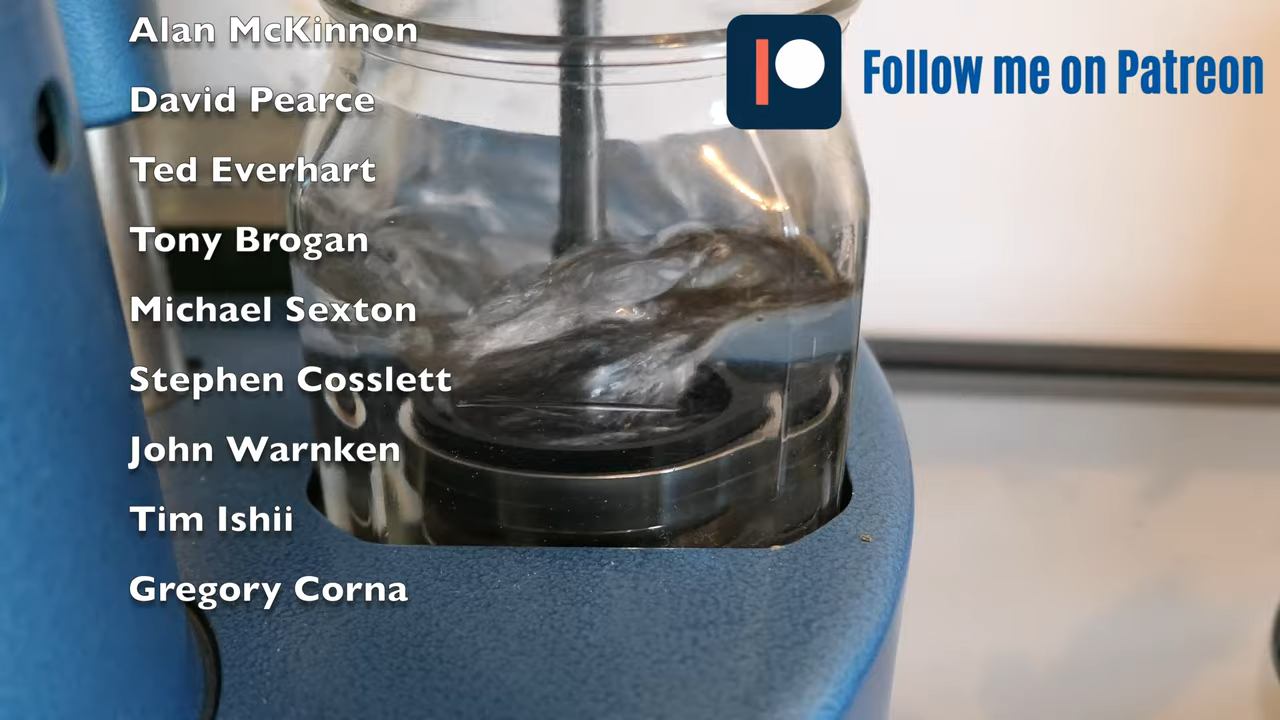 Alan McKinnon
David Pearce
Ted Everhart
Tony Brogan
Michael Sexton
Stephen Cosslett
John Warnken
Tim Ishii
Gregory Corna
Follow me on Patreon